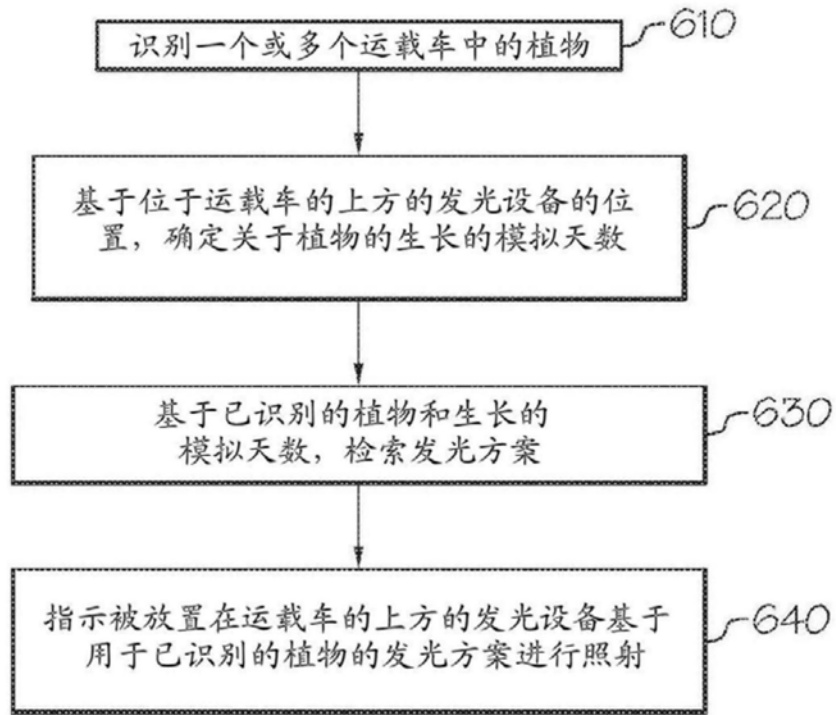 识别一个或多个运载车中的植物
610
基于位于运载车的上方的发光设备的位
置，确定关于植物的生长的模拟天数
620
基于已识别的植物和生长的
模拟天数，检索发光方案
630
指示被放置在运载车的上方的发光设备基于
用于已识别的植物的发光方案进行照射
640